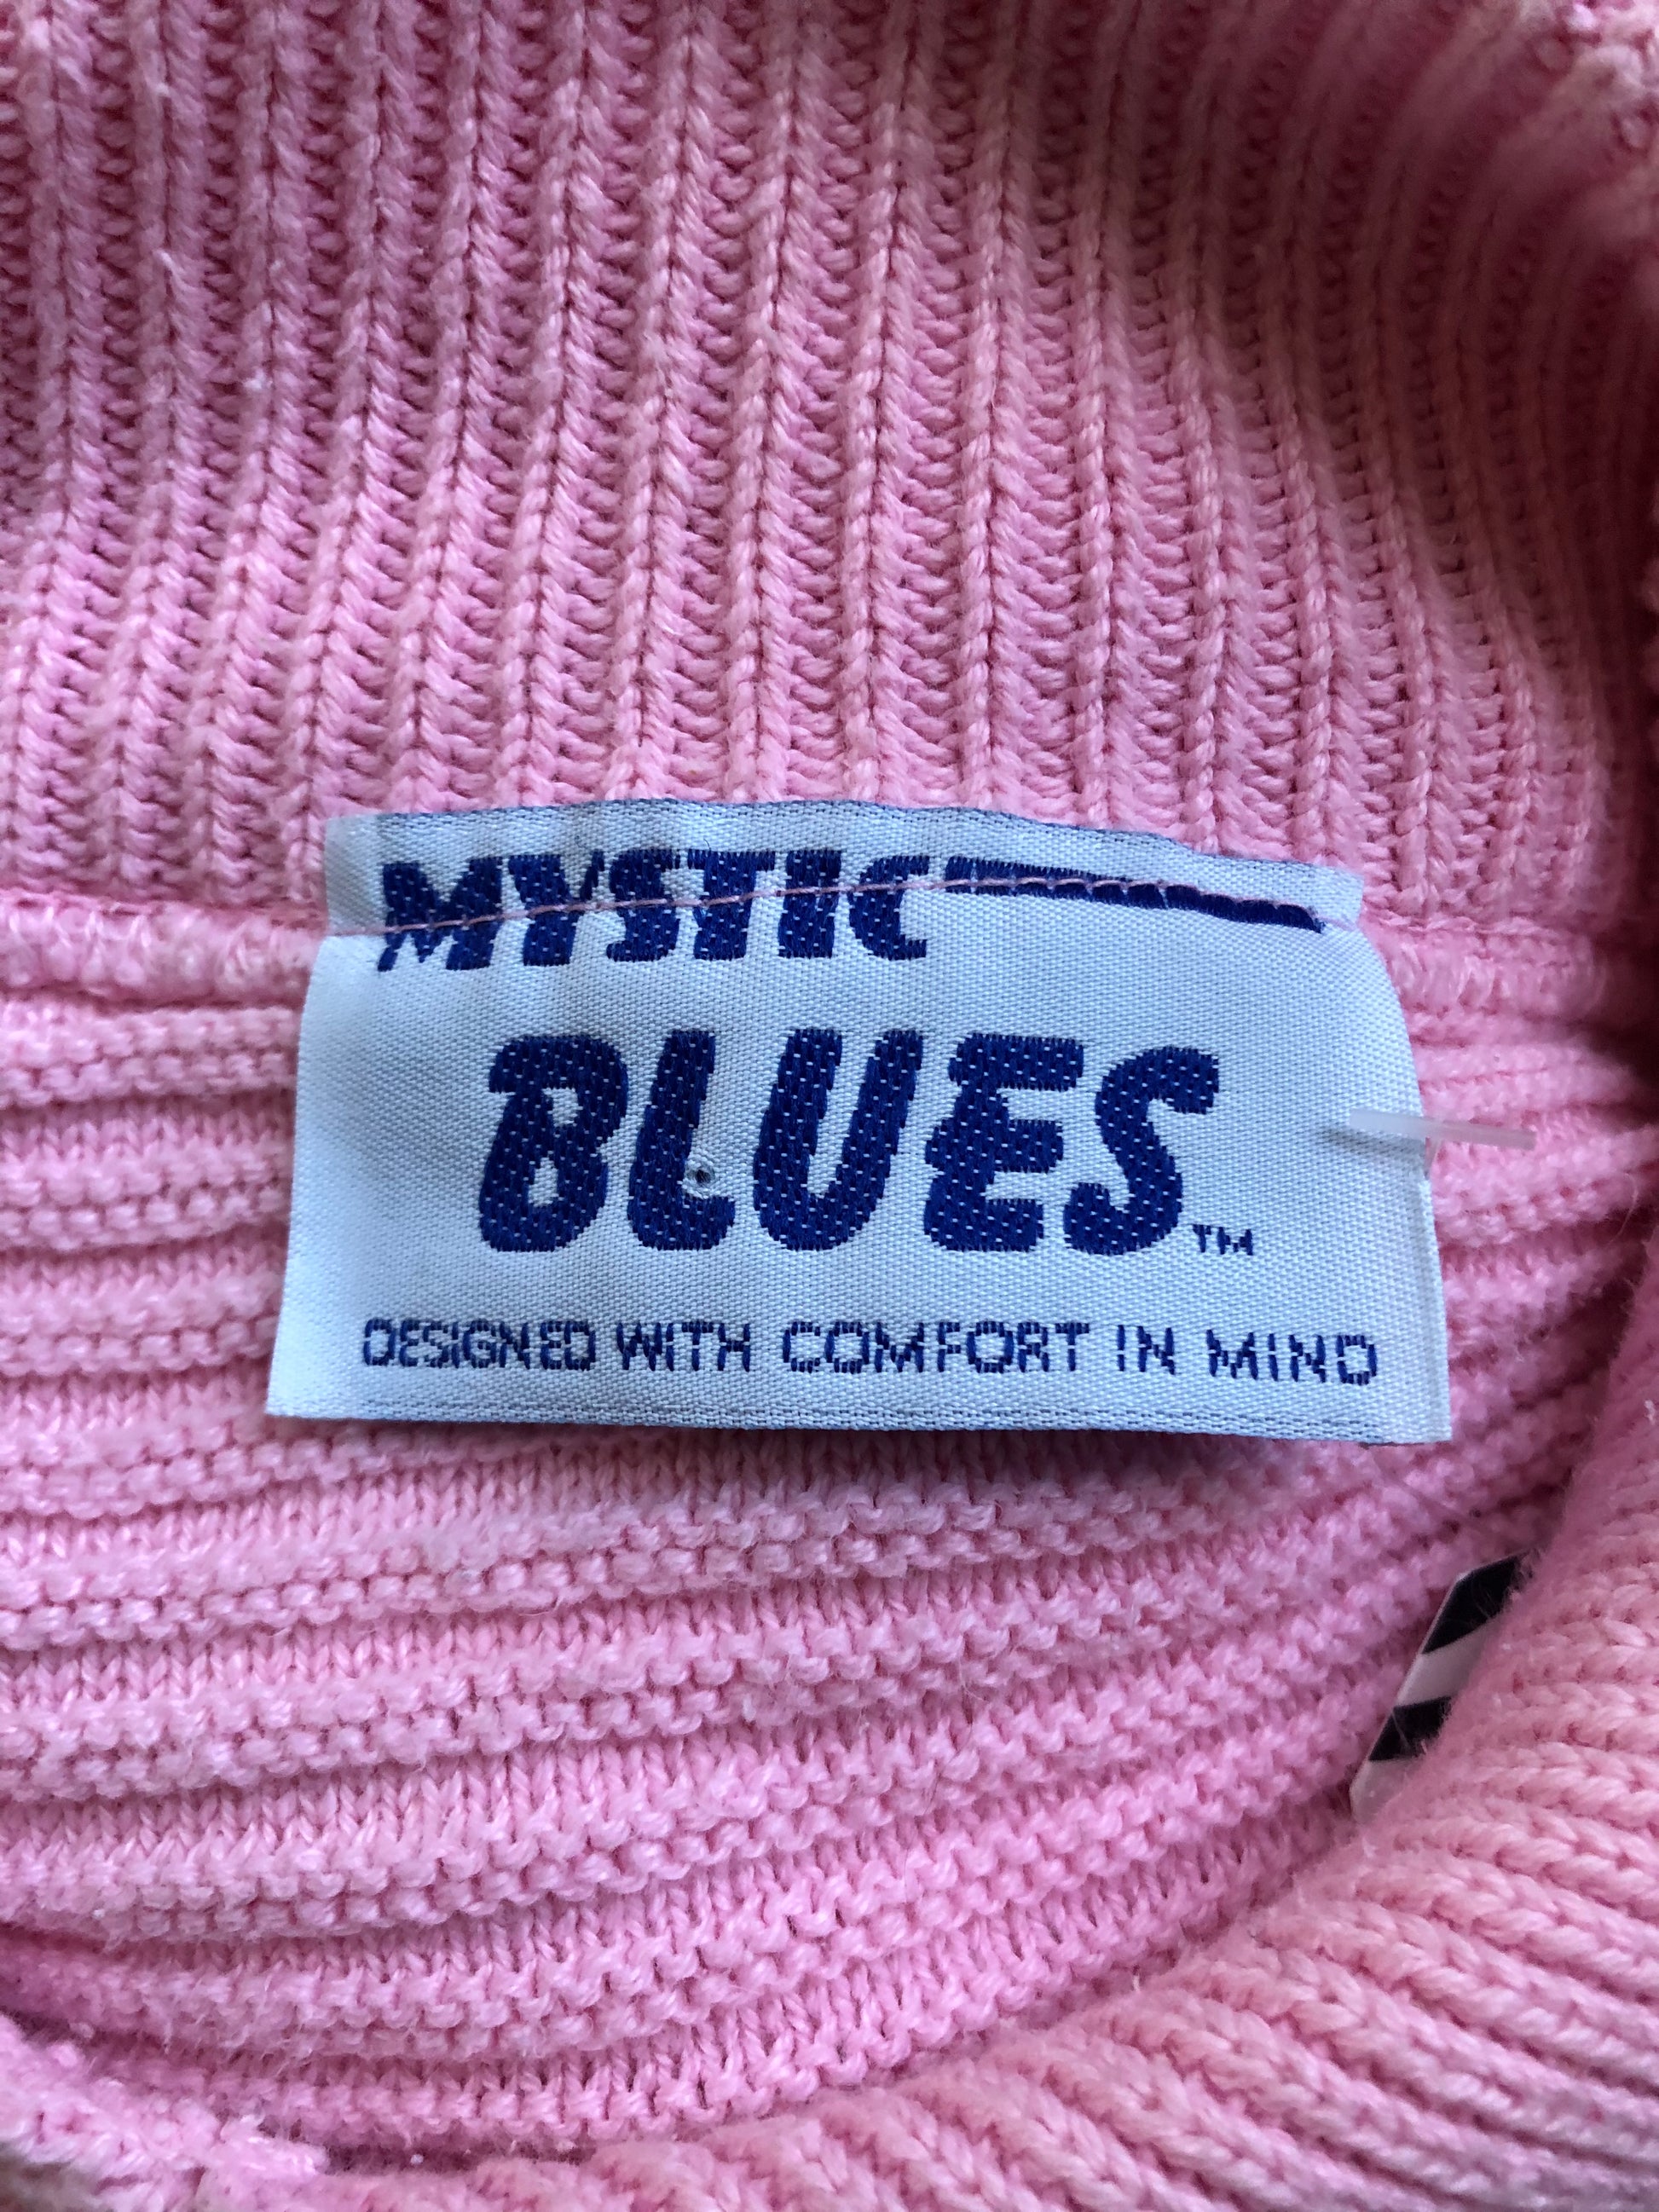 MYSTIC
BLUES™
DESIGNED WITH COMFORT IN MIND